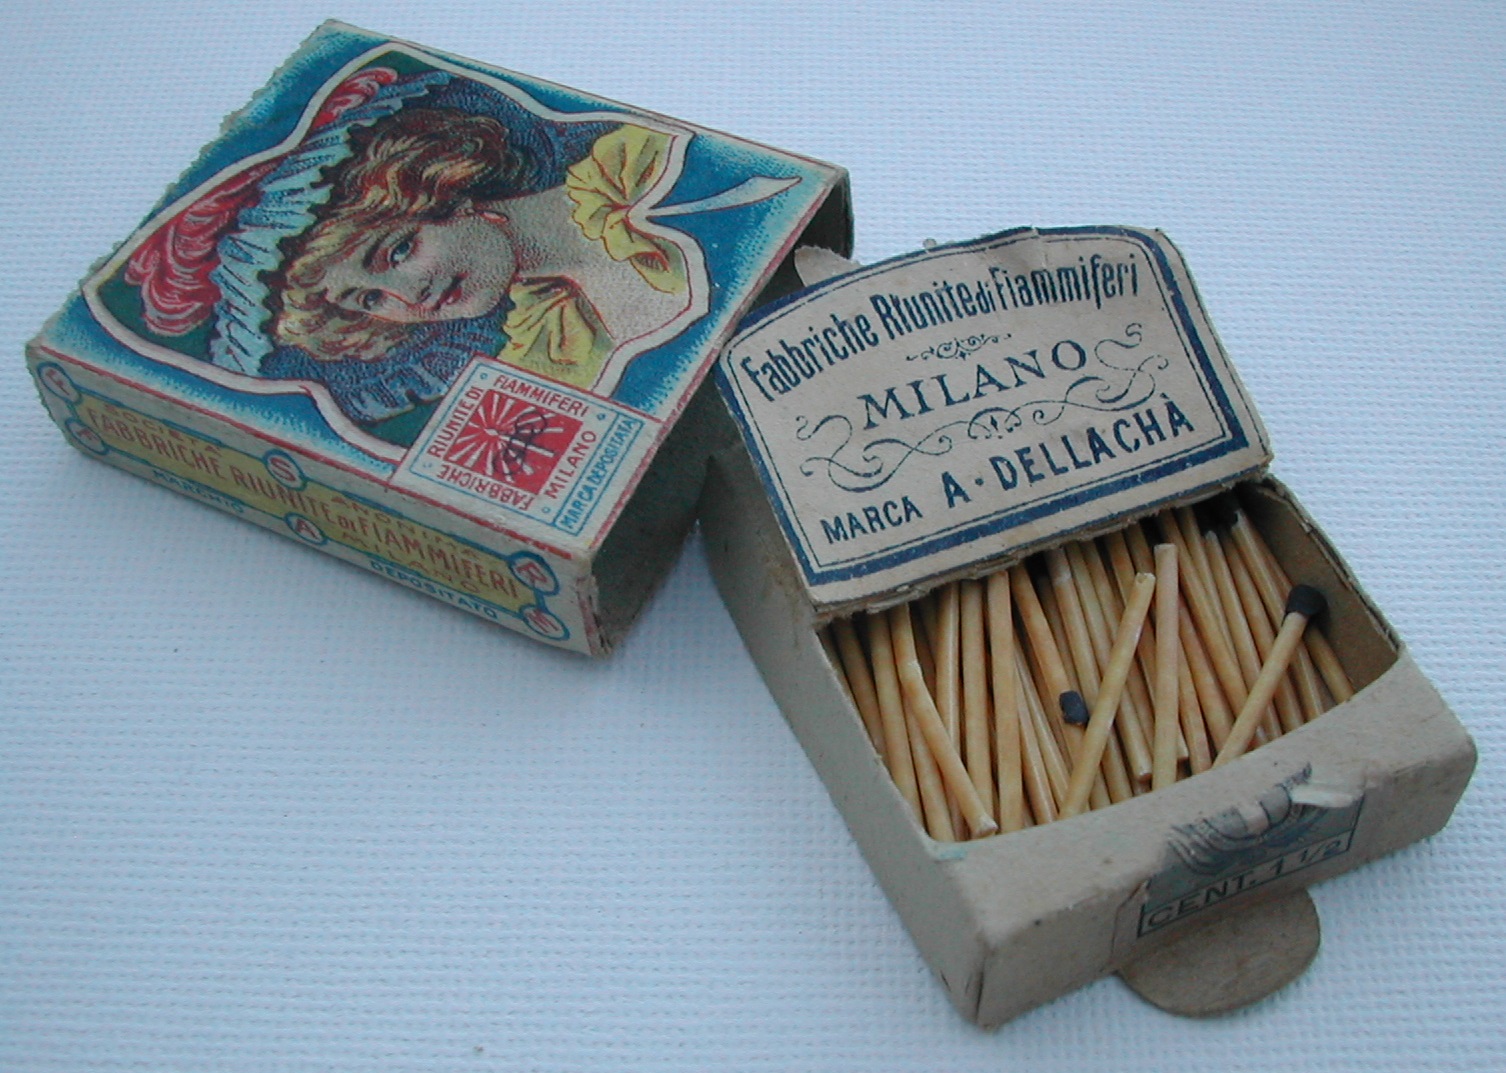 FIAMMIFERI
RIUNITE DI
FABBRICHE
MILANO
MARCA DEPOSITATA
SOCIETÀ ANONIMA
FABBRICHE RIUNITE DI FIAMMIFERI
MILANO
MARCHIO DEPOSITATO
S
A
F
R
F
M
Fabbriche Riunite di Fiammiferi
MILANO
MARCA A·DELLACHÀ
CENT. 1 1/2